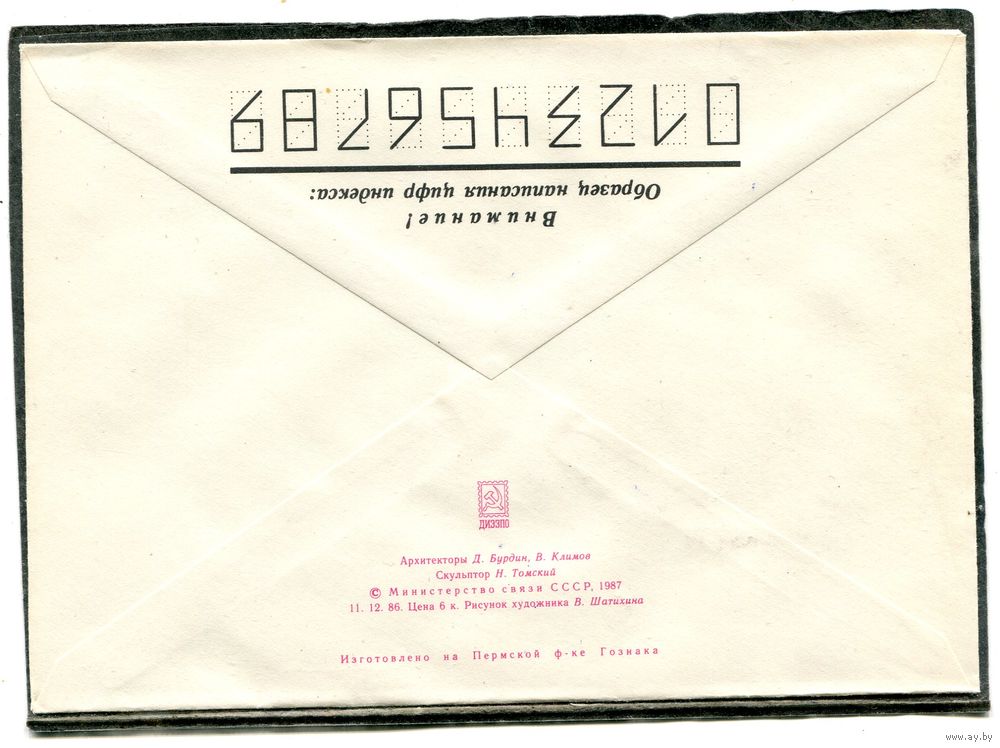 Внимание!
Образец написания цифр индекса:
0123456789
ДИЭЗПО
Архитекторы Д. Бурдин, В. Климов
Скульптор Н. Томский
© Министерство связи СССР, 1987
11. 12. 86. Цена 6 к. Рисунок художника В. Шатихина
Изготовлено на Пермской ф-ке Гознака
www.ay.by